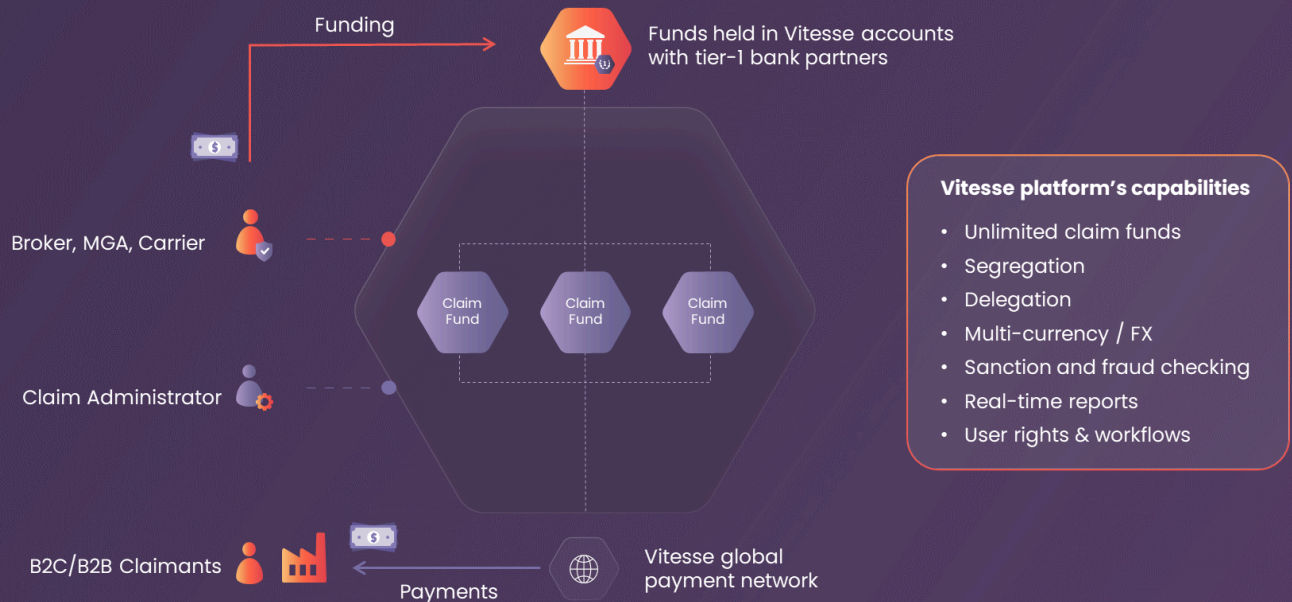 Funding
Funds held in Vitesse accounts
with tier-1 bank partners
$
Broker, MGA, Carrier
Claim
Fund
Claim
Fund
Claim
Fund
Claim Administrator
Vitesse platform's capabilities
• Unlimited claim funds
• Segregation
• Delegation
• Multi-currency / FX
• Sanction and fraud checking
• Real-time reports
• User rights & workflows
B2C/B2B Claimants
$
Payments
Vitesse global
payment network